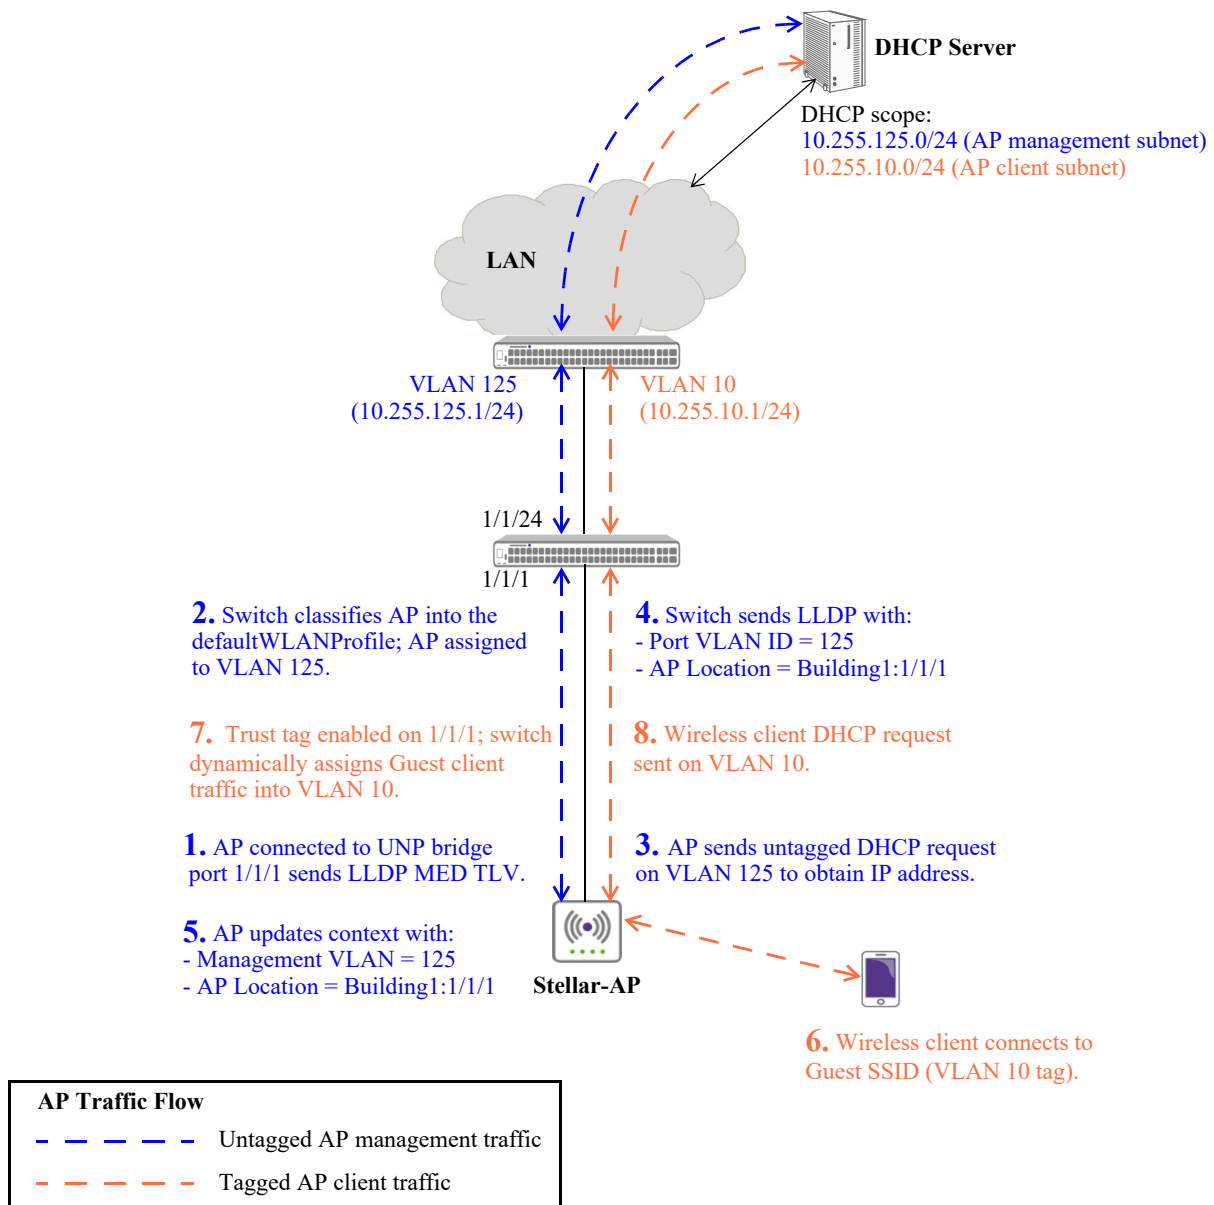 DHCP Server
DHCP scope:
10.255.125.0/24 (AP management subnet)
10.255.10.0/24 (AP client subnet)
LAN
VLAN 125
(10.255.125.1/24)
VLAN 10
(10.255.10.1/24)
1/1/24
1/1/1
2. Switch classifies AP into the
defaultWLANProfile; AP assigned
to VLAN 125.
4. Switch sends LLDP with:
- Port VLAN ID = 125
- AP Location = Building1:1/1/1
7. Trust tag enabled on 1/1/1; switch
dynamically assigns Guest client
traffic into VLAN 10.
8. Wireless client DHCP request
sent on VLAN 10.
1. AP connected to UNP bridge
port 1/1/1 sends LLDP MED TLV.
3. AP sends untagged DHCP request
on VLAN 125 to obtain IP address.
5. AP updates context with:
- Management VLAN = 125
- AP Location = Building1:1/1/1
Stellar-AP
6. Wireless client connects to
Guest SSID (VLAN 10 tag).
AP Traffic Flow
Untagged AP management traffic
Tagged AP client traffic